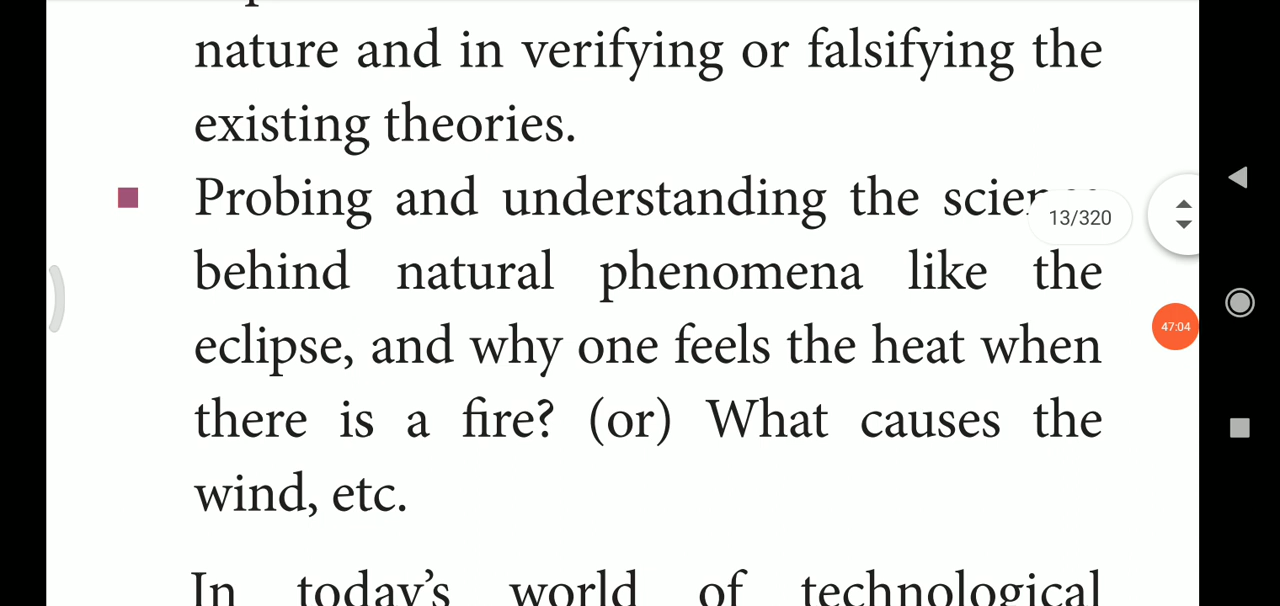 nature and in verifying or falsifying the
existing theories.
Probing and understanding the
13/320
behind natural phenomena like the
47:04
eclipse, and why one feels the heat when
there is a fire? (or) What causes the
wind, etc.
In today's world of technological